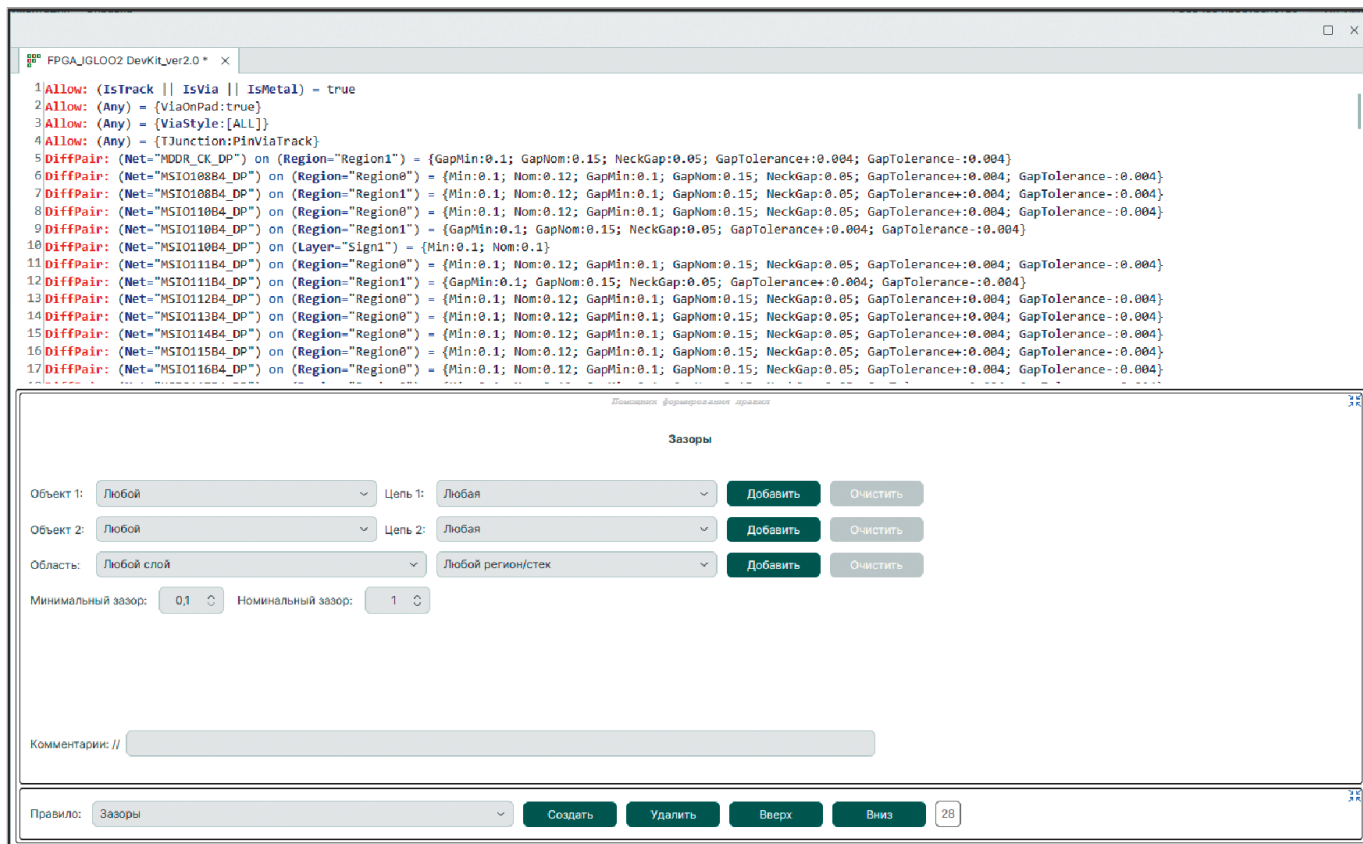 FPGA_IGLOO2 DevKit_ver2.0 *
1 Allow: (IsTrack || IsVia || IsMetal) = true
2 Allow: (Any) = {ViaOnPad:true}
3 Allow: (Any) = {ViaStyle:[ALL]}
4 Allow: (Any) = {TJunction:PinViaTrack}
5 DiffPair: (Net="MDDR_CK_DP") on (Region="Region1") = {GapMin:0.1; GapNom:0.15; NeckGap:0.05; GapTolerance+:0.004; GapTolerance-:0.004}
6 DiffPair: (Net="MSIO108B4_DP") on (Region="Region0") = {Min:0.1; Nom:0.12; GapMin:0.1; GapNom:0.15; NeckGap:0.05; GapTolerance+:0.004; GapTolerance-:0.004}
7 DiffPair: (Net="MSIO108B4_DP") on (Region="Region1") = {Min:0.1; Nom:0.12; GapMin:0.1; GapNom:0.15; NeckGap:0.05; GapTolerance+:0.004; GapTolerance-:0.004}
8 DiffPair: (Net="MSIO110B4_DP") on (Region="Region0") = {Min:0.1; Nom:0.12; GapMin:0.1; GapNom:0.15; NeckGap:0.05; GapTolerance+:0.004; GapTolerance-:0.004}
9 DiffPair: (Net="MSIO110B4_DP") on (Region="Region1") = {GapMin:0.1; GapNom:0.15; NeckGap:0.05; GapTolerance+:0.004; GapTolerance-:0.004}
10 DiffPair: (Net="MSIO110B4_DP") on (Layer="Sign1") = {Min:0.1; Nom:0.1}
11 DiffPair: (Net="MSIO111B4_DP") on (Region="Region0") = {Min:0.1; Nom:0.12; GapMin:0.1; GapNom:0.15; NeckGap:0.05; GapTolerance+:0.004; GapTolerance-:0.004}
12 DiffPair: (Net="MSIO111B4_DP") on (Region="Region1") = {GapMin:0.1; GapNom:0.15; NeckGap:0.05; GapTolerance+:0.004; GapTolerance-:0.004}
13 DiffPair: (Net="MSIO112B4_DP") on (Region="Region0") = {Min:0.1; Nom:0.12; GapMin:0.1; GapNom:0.15; NeckGap:0.05; GapTolerance+:0.004; GapTolerance-:0.004}
14 DiffPair: (Net="MSIO113B4_DP") on (Region="Region0") = {Min:0.1; Nom:0.12; GapMin:0.1; GapNom:0.15; NeckGap:0.05; GapTolerance+:0.004; GapTolerance-:0.004}
15 DiffPair: (Net="MSIO114B4_DP") on (Region="Region0") = {Min:0.1; Nom:0.12; GapMin:0.1; GapNom:0.15; NeckGap:0.05; GapTolerance+:0.004; GapTolerance-:0.004}
16 DiffPair: (Net="MSIO115B4_DP") on (Region="Region0") = {Min:0.1; Nom:0.12; GapMin:0.1; GapNom:0.15; NeckGap:0.05; GapTolerance+:0.004; GapTolerance-:0.004}
17 DiffPair: (Net="MSIO116B4_DP") on (Region="Region0") = {Min:0.1; Nom:0.12; GapMin:0.1; GapNom:0.15; NeckGap:0.05; GapTolerance+:0.004; GapTolerance-:0.004}
Помощник формирования правил
Зазоры
Объект 1: Любой Цепь 1: Любая Добавить Очистить
Объект 2: Любой Цепь 2: Любая Добавить Очистить
Область: Любой слой Любой регион/стек Добавить Очистить
Минимальный зазор: 0,1 Номинальный зазор: 1
Комментарии: //
Правило: Зазоры Создать Удалить Вверх Вниз 28